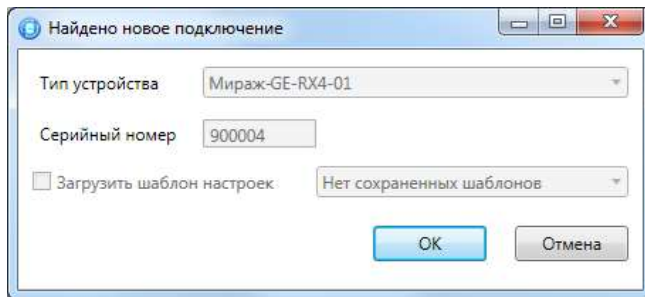 Найдено новое подключение
Тип устройства Мираж-GE-RX4-01
Серийный номер 900004
Загрузить шаблон настроек Нет сохраненных шаблонов
OK Отмена